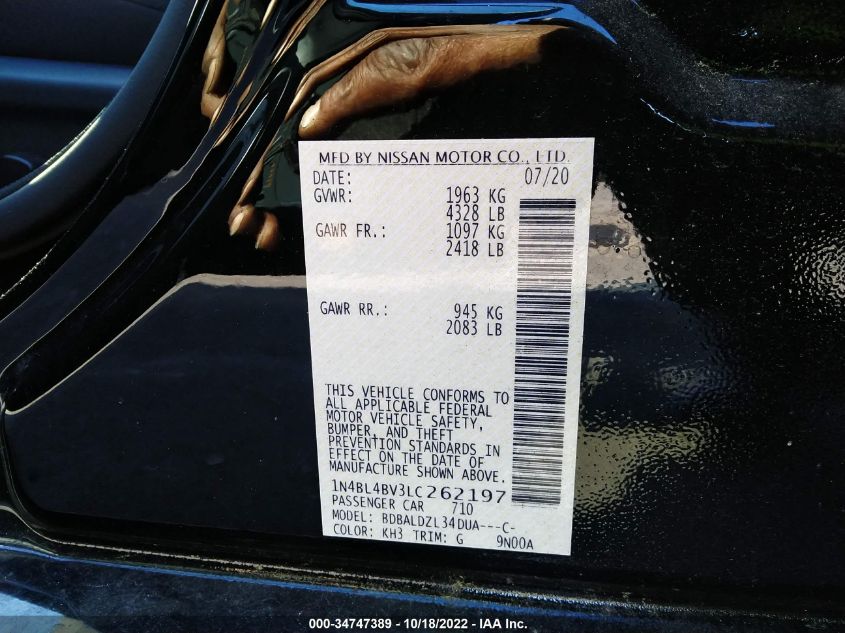 MFD BY NISSAN MOTOR CO., LTD.
DATE: 07/20
GVWR: 1963 KG
4328 LB
GAWR FR.: 1097 KG
2418 LB
GAWR RR.: 945 KG
2083 LB
THIS VEHICLE CONFORMS TO
ALL APPLICABLE FEDERAL
MOTOR VEHICLE SAFETY,
BUMPER, AND THEFT
PREVENTION STANDARDS IN
EFFECT ON THE DATE OF
MANUFACTURE SHOWN ABOVE.
1N4BL4BV3LC262197
PASSENGER CAR 710
MODEL: BDBALDZL34DUA---C-
COLOR: KH3 TRIM: G 9N00A
000-34747389 - 10/18/2022 - IAA Inc.